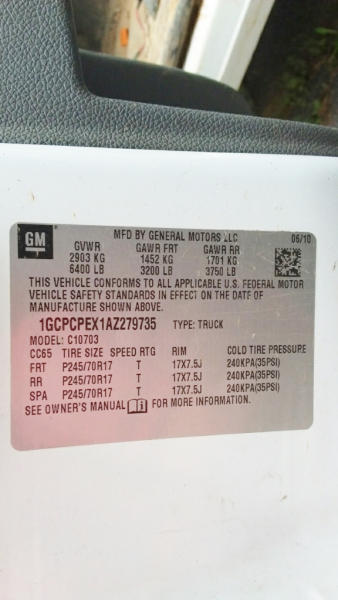 GM
MFD BY GENERAL MOTORS LLC 06/10
GVWR GAWR FRT GAWR RR
2903 KG 1452 KG 1701 KG
6400 LB 3200 LB 3750 LB
THIS VEHICLE CONFORMS TO ALL APPLICABLE U.S. FEDERAL MOTOR
VEHICLE SAFETY STANDARDS IN EFFECT ON THE DATE OF
MANUFACTURE SHOWN ABOVE.
1GCPCPEX1AZ279735 TYPE: TRUCK
MODEL: C10703
CC65 TIRE SIZE SPEED RTG RIM COLD TIRE PRESSURE
FRT P245/70R17 T 17X7.5J 240KPA(35PSI)
RR P245/70R17 T 17X7.5J 240KPA(35PSI)
SPA P245/70R17 T 17X7.5J 240KPA(35PSI)
SEE OWNER'S MANUAL FOR MORE INFORMATION.